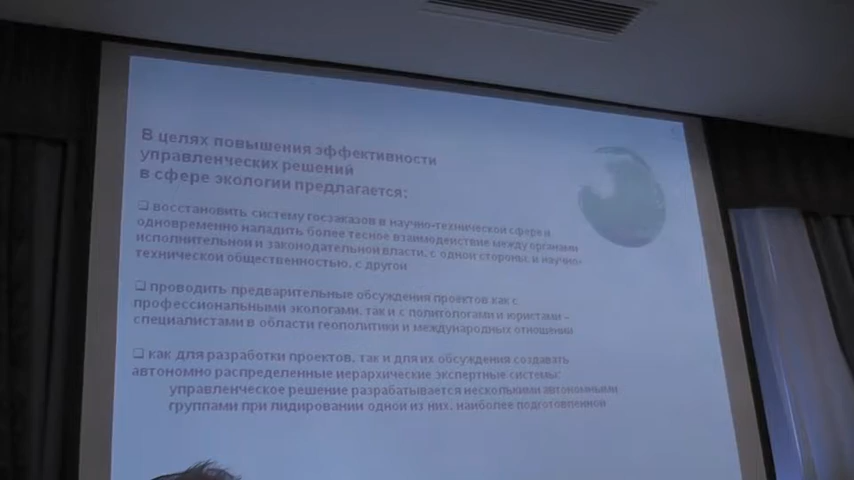 В целях повышения эффективности
управленческих решений
в сфере экологии предлагается:
❑ восстановить систему госзаказов в научно-технической сфере и
одновременно наладить более тесное взаимодействие между органами
исполнительной и законодательной власти, с одной стороны, и научно-
технической общественностью, с другой
❑ проводить предварительные обсуждения проектов как с
профессиональными экологами, так и с политологами и юристами –
специалистами в области геополитики и международных отношений
❑ как для разработки проектов, так и для их обсуждения создавать
автономно распределенные иерархические экспертные системы:
управленческое решение разрабатывается несколькими автономными
группами при лидировании одной из них, наиболее подготовленной